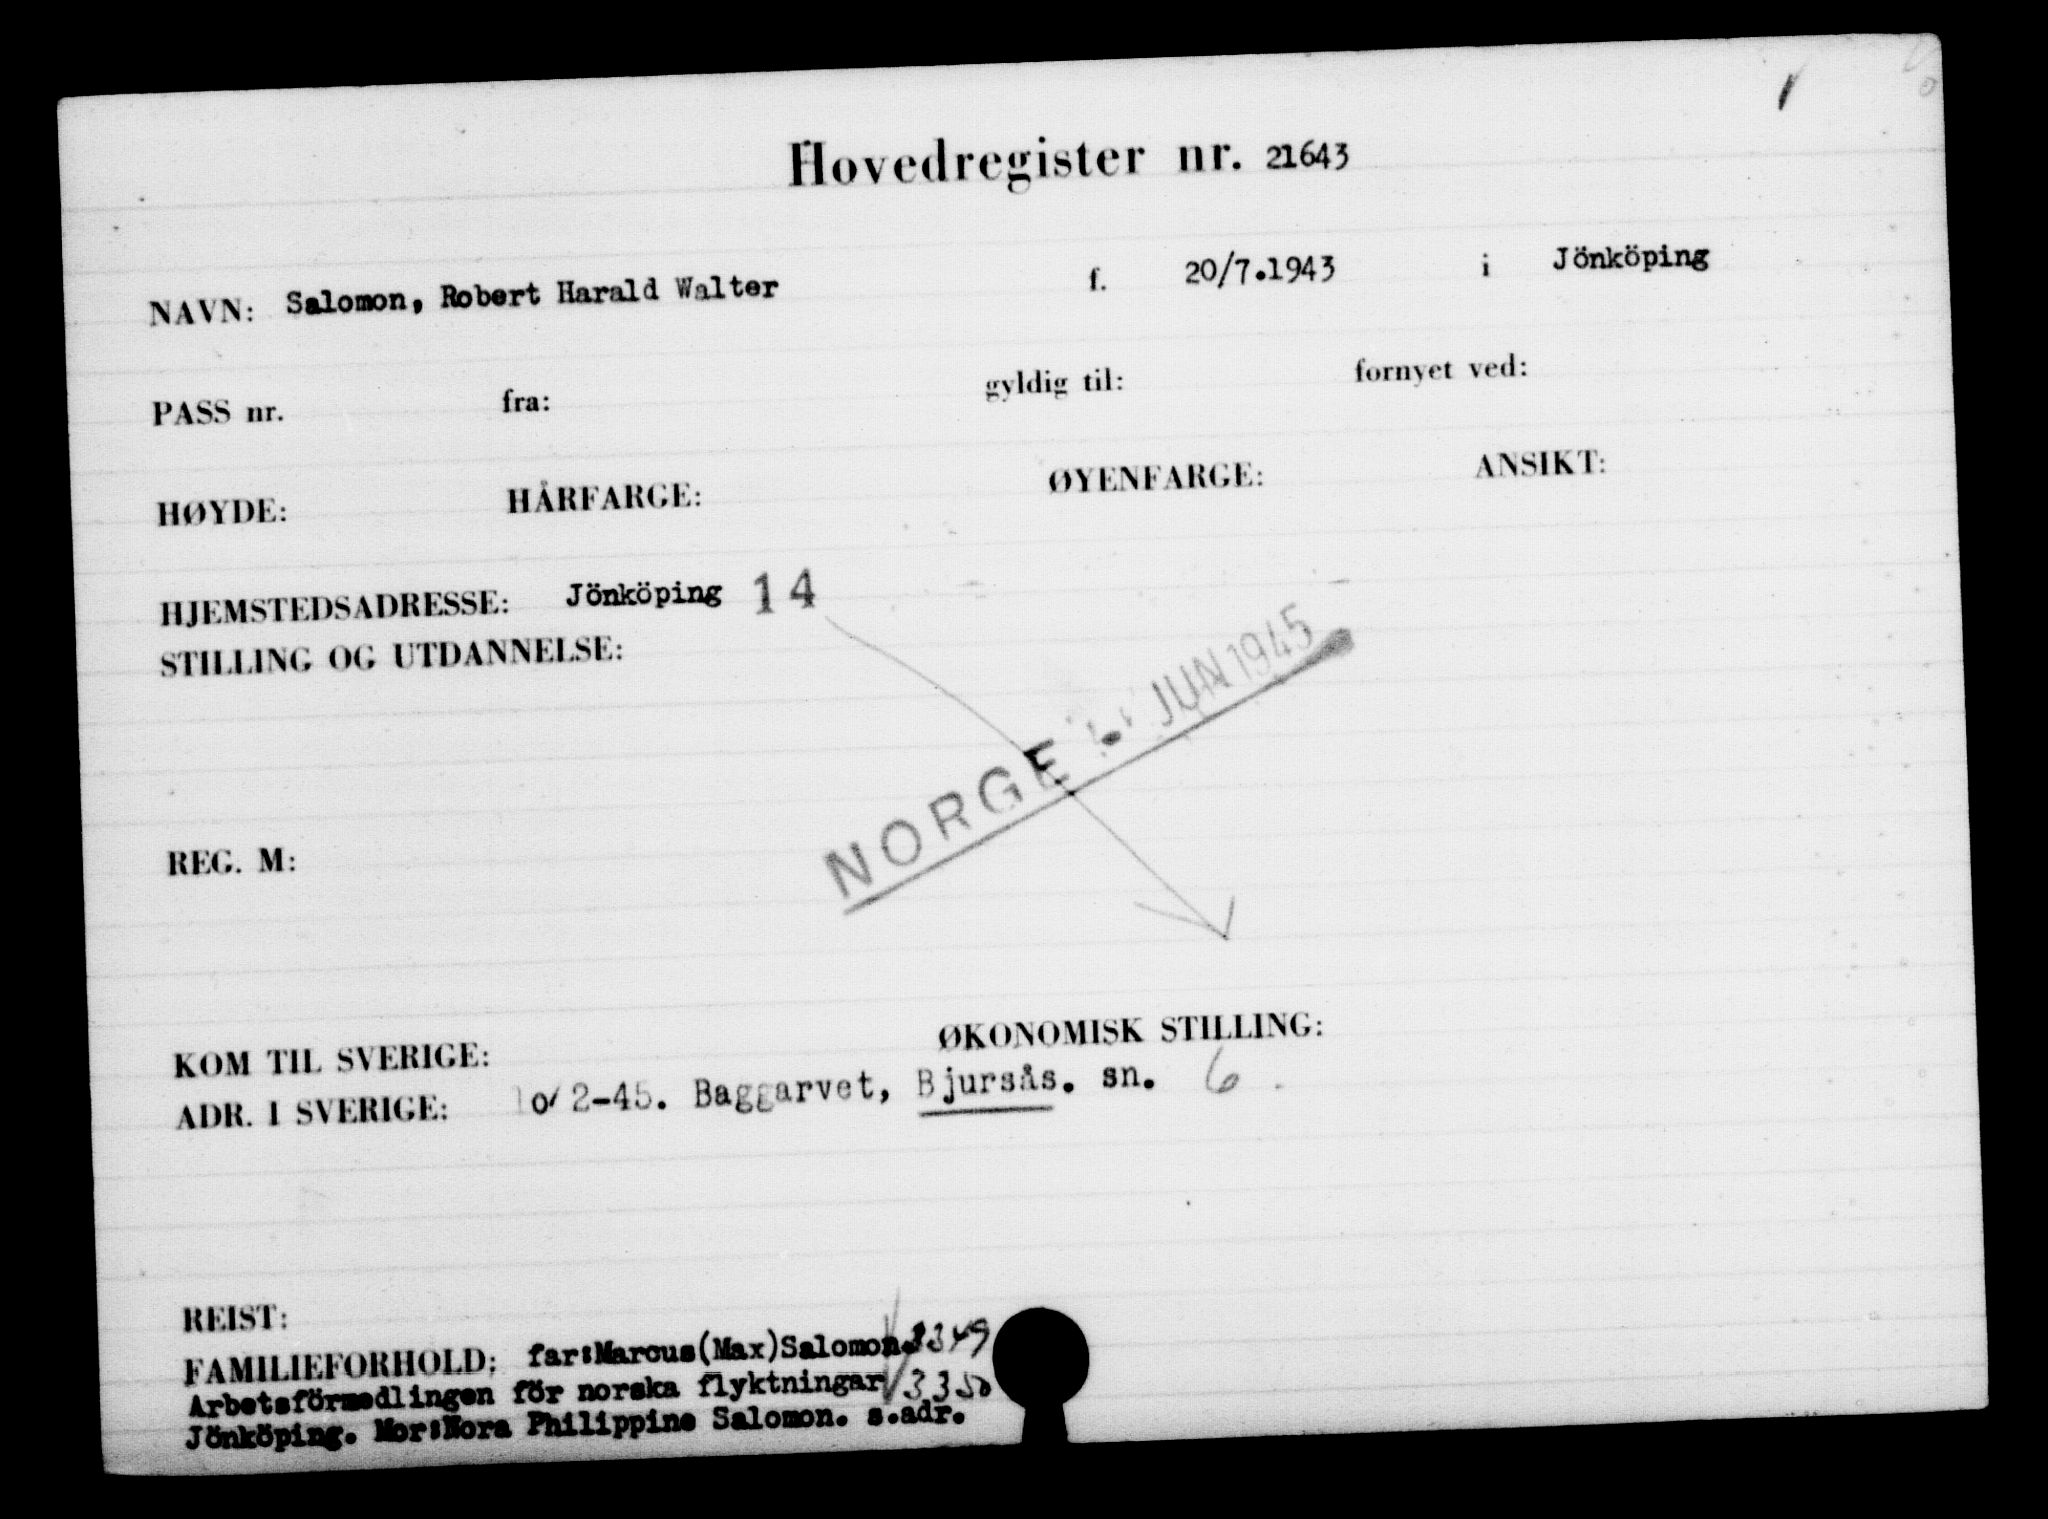 Hovedregister nr. 21643
NAVN: Salomon, Robert Harald Walter f. 20/7.1943 i Jönköping
PASS nr. fra: gyldig til: fornyet ved:
HØYDE: HÅRFARGE: ØYENFARGE: ANSIKT:
HJEMSTEDSADRESSE: Jönköping 14
STILLING OG UTDANNELSE:
NORGE JUN 1945
REG. M:
KOM TIL SVERIGE: ØKONOMISK STILLING:
ADR. I SVERIGE: 10/2-45. Baggarvet, Bjursås. sn. 6
REIST:
FAMILIEFORHOLD: far:Marcus(Max)Salomon. 3349
Arbetsförmedlingen för norska flyktningar 3350
Jönköping. Mor:Nora Philippine Salomon. s.adr.